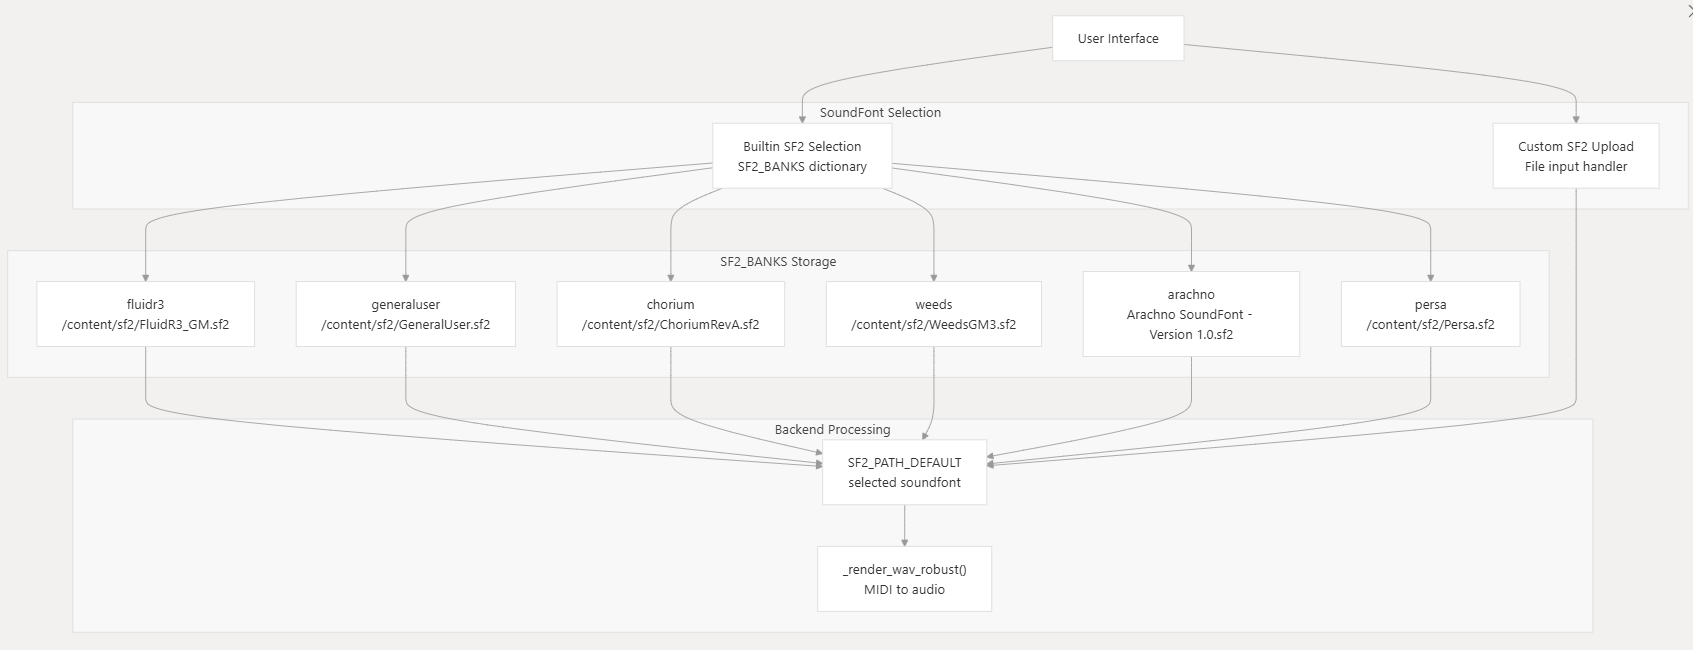 User Interface
SoundFont Selection
Builtin SF2 Selection
SF2_BANKS dictionary
Custom SF2 Upload
File input handler
SF2_BANKS Storage
fluidr3
/content/sf2/FluidR3_GM.sf2
generaluser
/content/sf2/GeneralUser.sf2
chorium
/content/sf2/ChoriumRevA.sf2
weeds
/content/sf2/WeedsGM3.sf2
arachno
Arachno SoundFont -
Version 1.0.sf2
persa
/content/sf2/Persa.sf2
Backend Processing
SF2_PATH_DEFAULT
selected soundfont
_render_wav_robust()
MIDI to audio